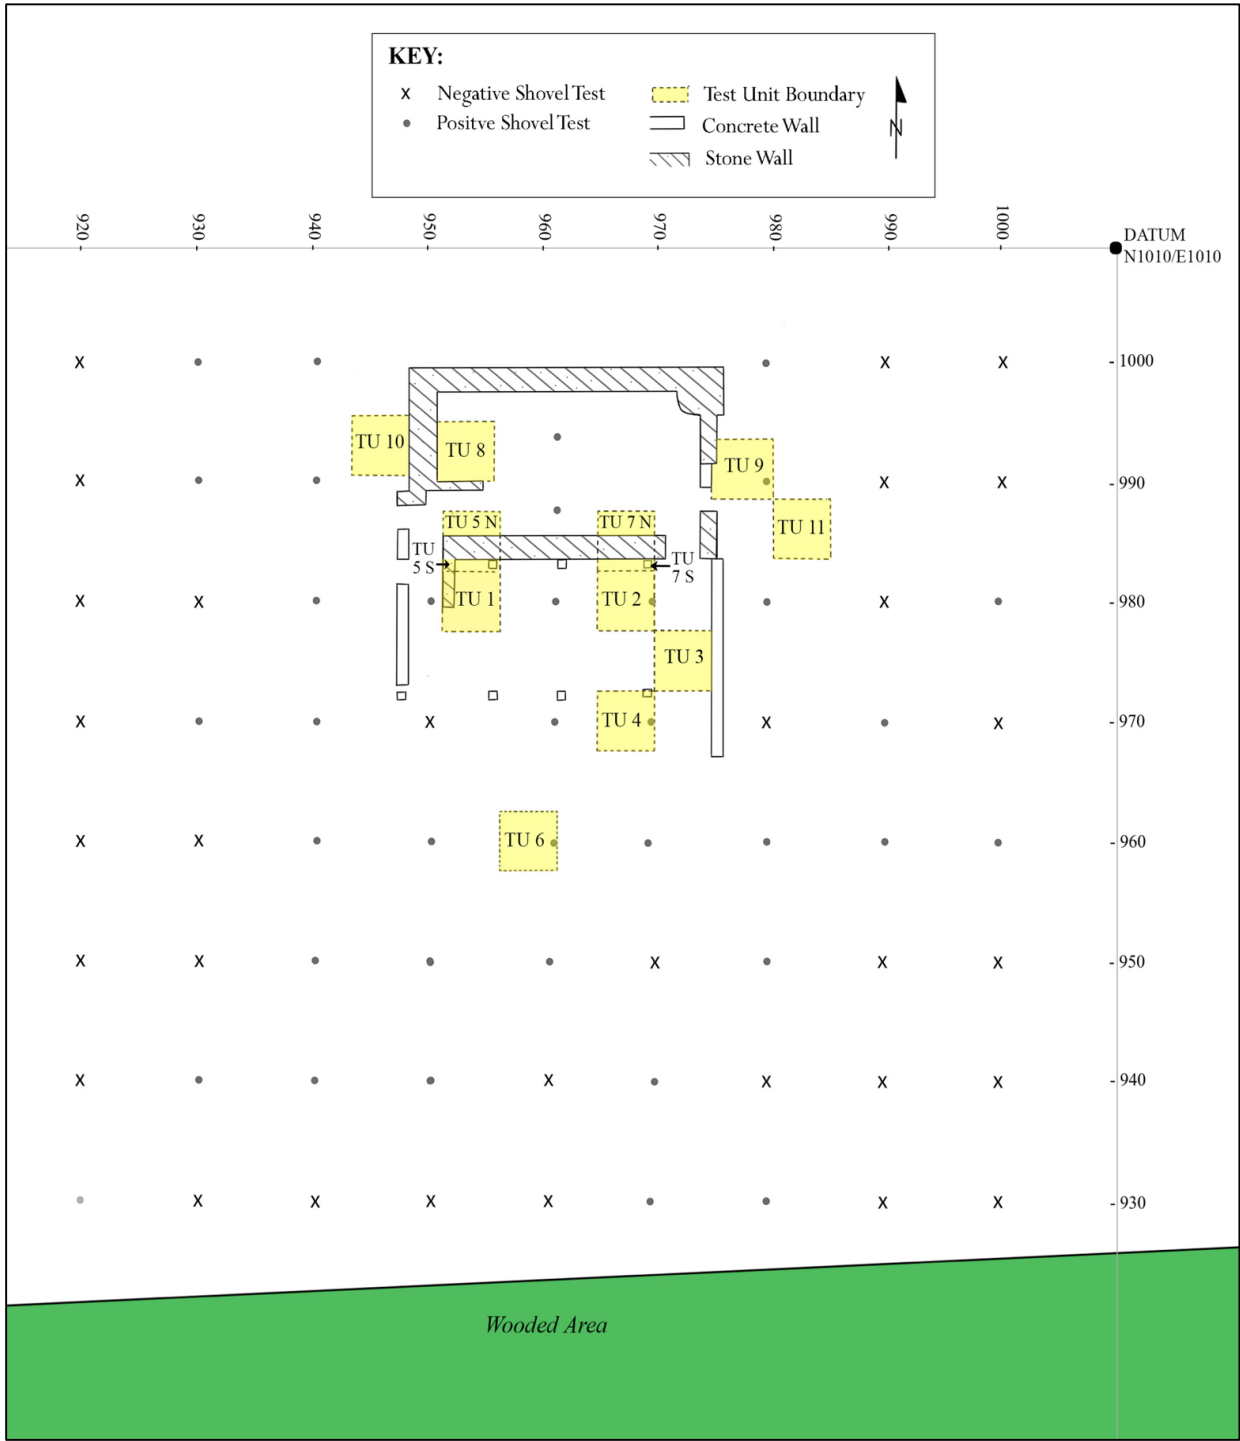 KEY:
x Negative Shovel Test
Positve Shovel Test
Test Unit Boundary
Concrete Wall
Stone Wall
N
920 930 940 950 960 970 980 990 1000
DATUM
N1010/E1010
x x x 1000
TU 10 TU 8 TU 9
x x x 990
TU 5 N TU 7 N TU 11
TU
5 S
TU
7 S
x x TU 1 TU 2 x 980
TU 3
x x TU 4 x x 970
x x TU 6 960
x x x x x 950
x x x x x 940
x x x x x x 930
Wooded Area